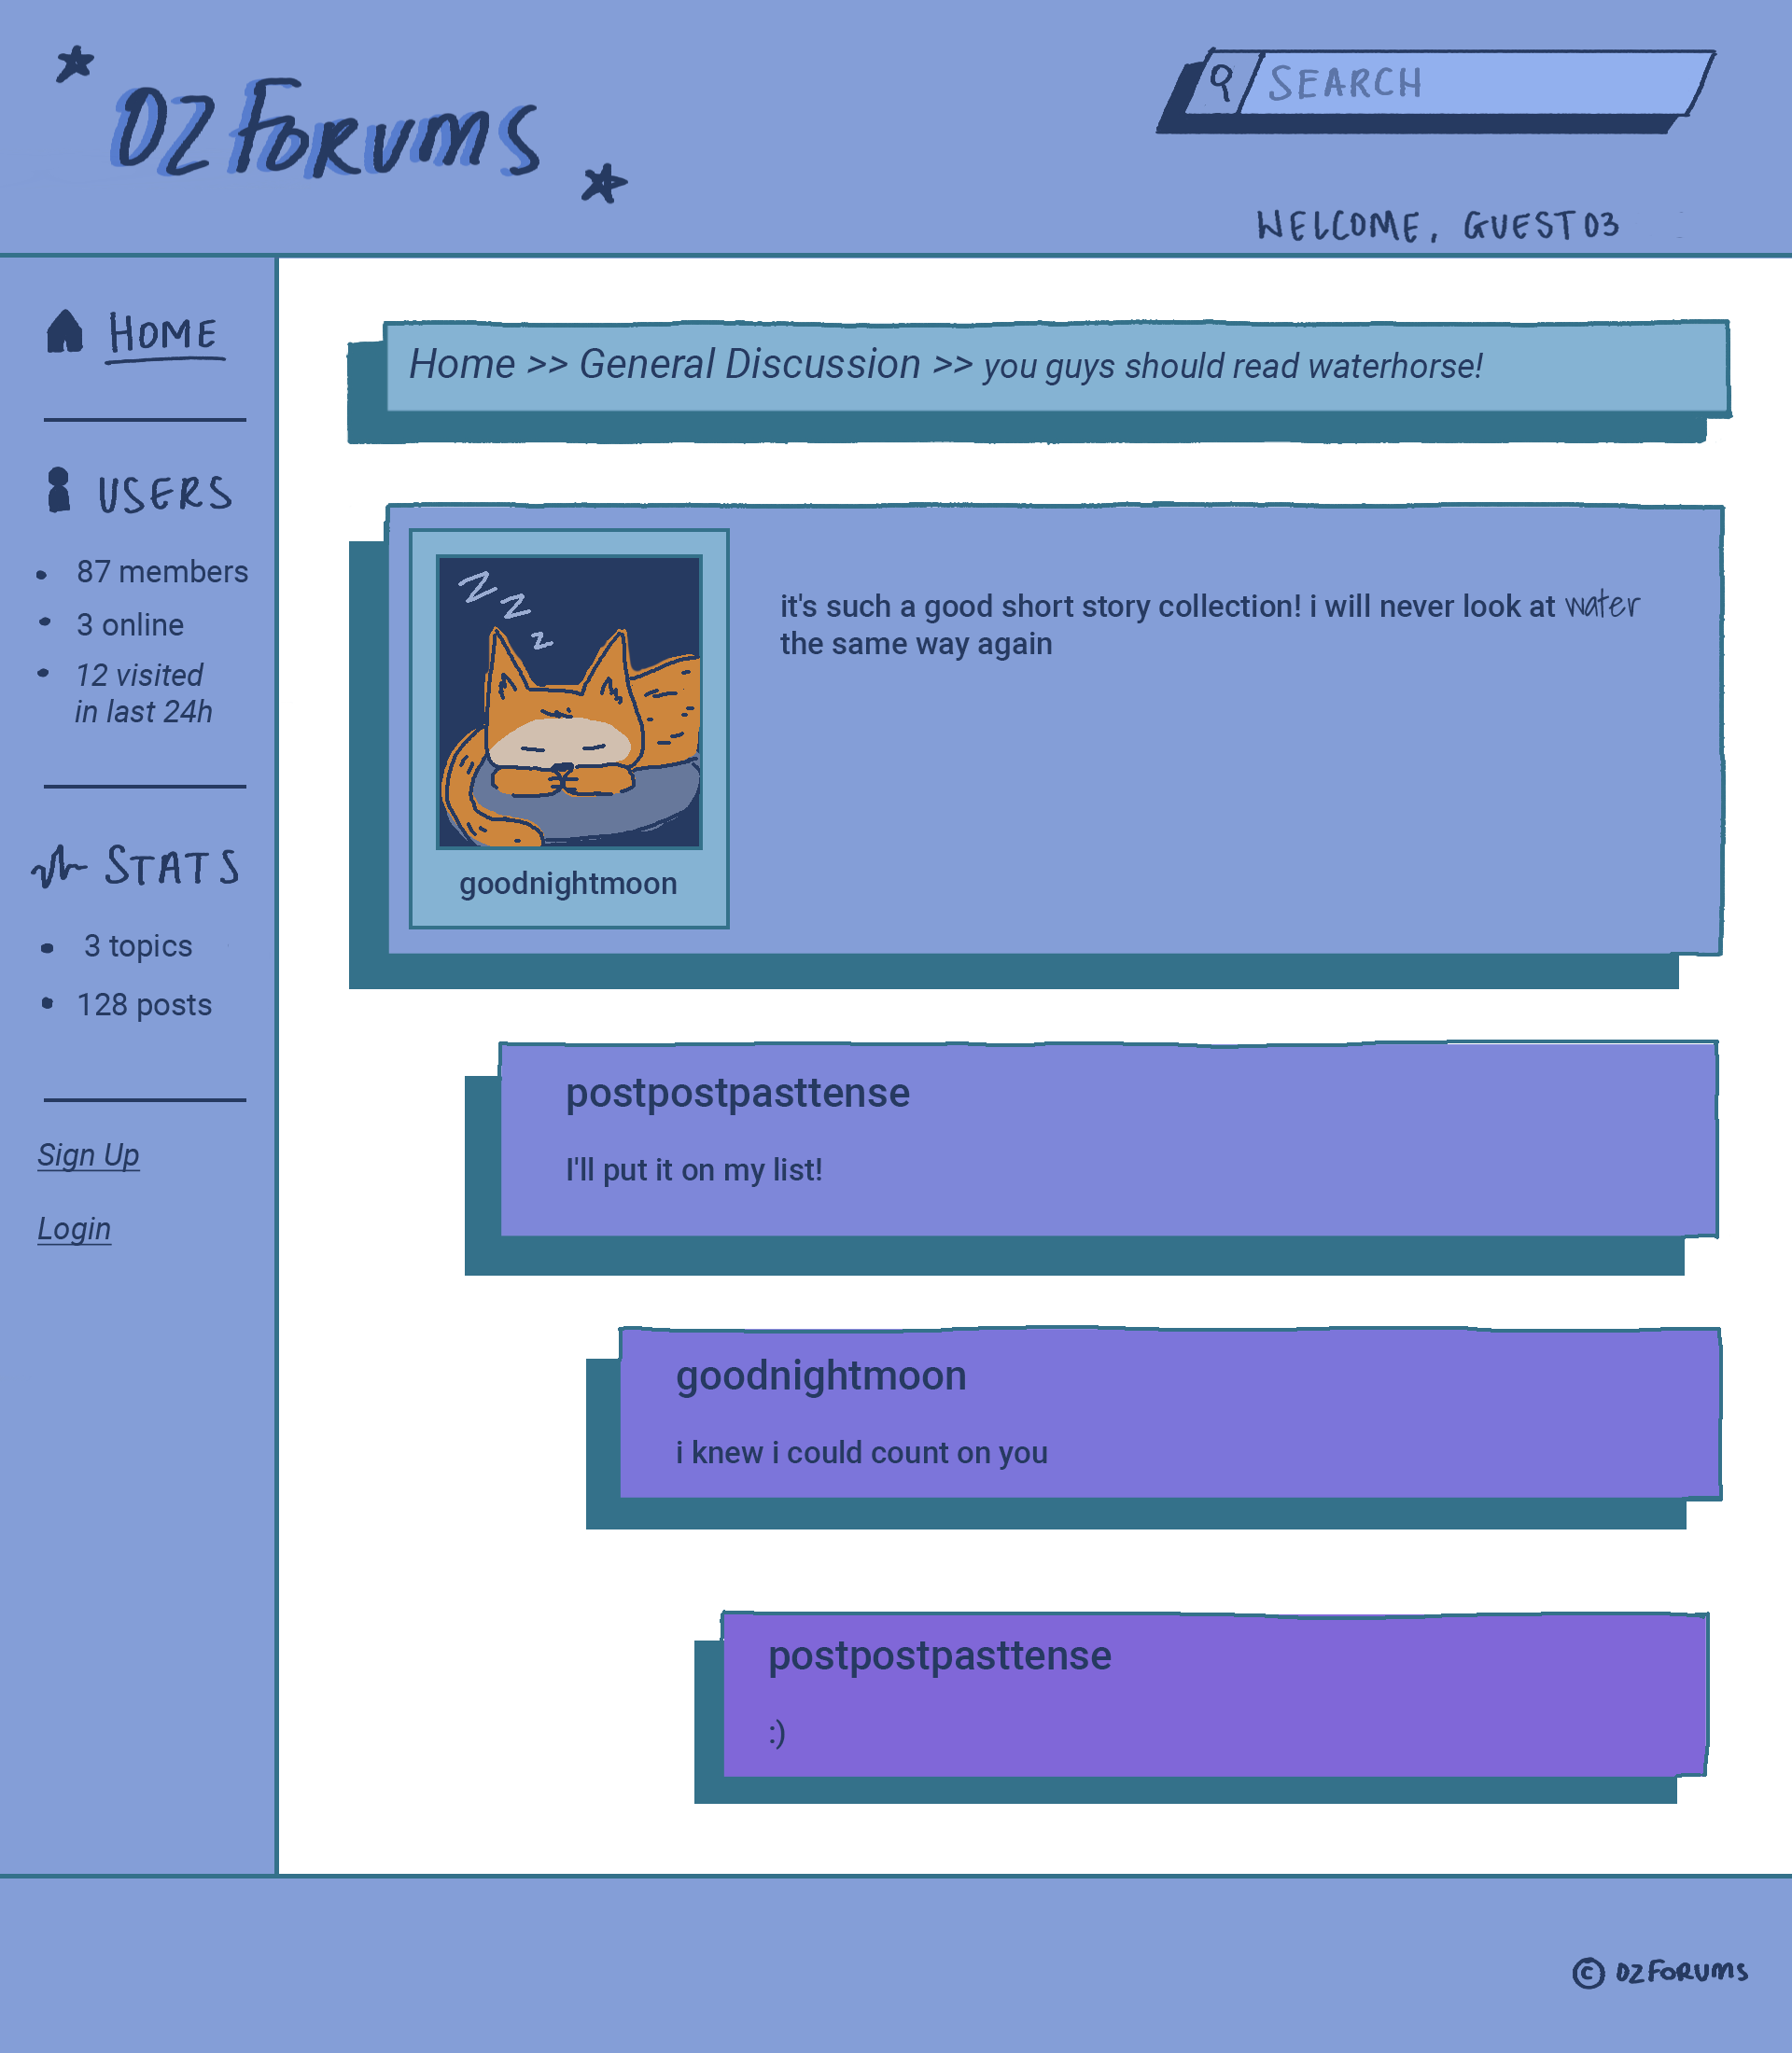 DZ FORUMS
SEARCH
WELCOME, GUEST03
HOME
USERS
• 87 members
• 3 online
• 12 visited
in last 24h
STATS
• 3 topics
• 128 posts
Sign Up
Login
Home >> General Discussion >> you guys should read waterhorse!
z z z
goodnightmoon
it's such a good short story collection! i will never look at water
the same way again
postpostpasttense
I'll put it on my list!
goodnightmoon
i knew i could count on you
postpostpasttense
:)
© DZFORUMS